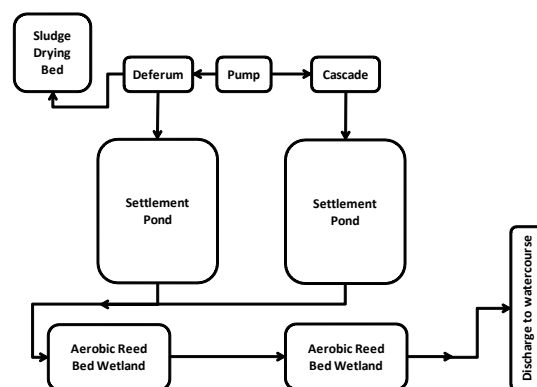 Sludge
Drying
Bed
Deferum
Pump
Cascade
Settlement
Pond
Settlement
Pond
Aerobic Reed
Bed Wetland
Aerobic Reed
Bed Wetland
Discharge to watercourse